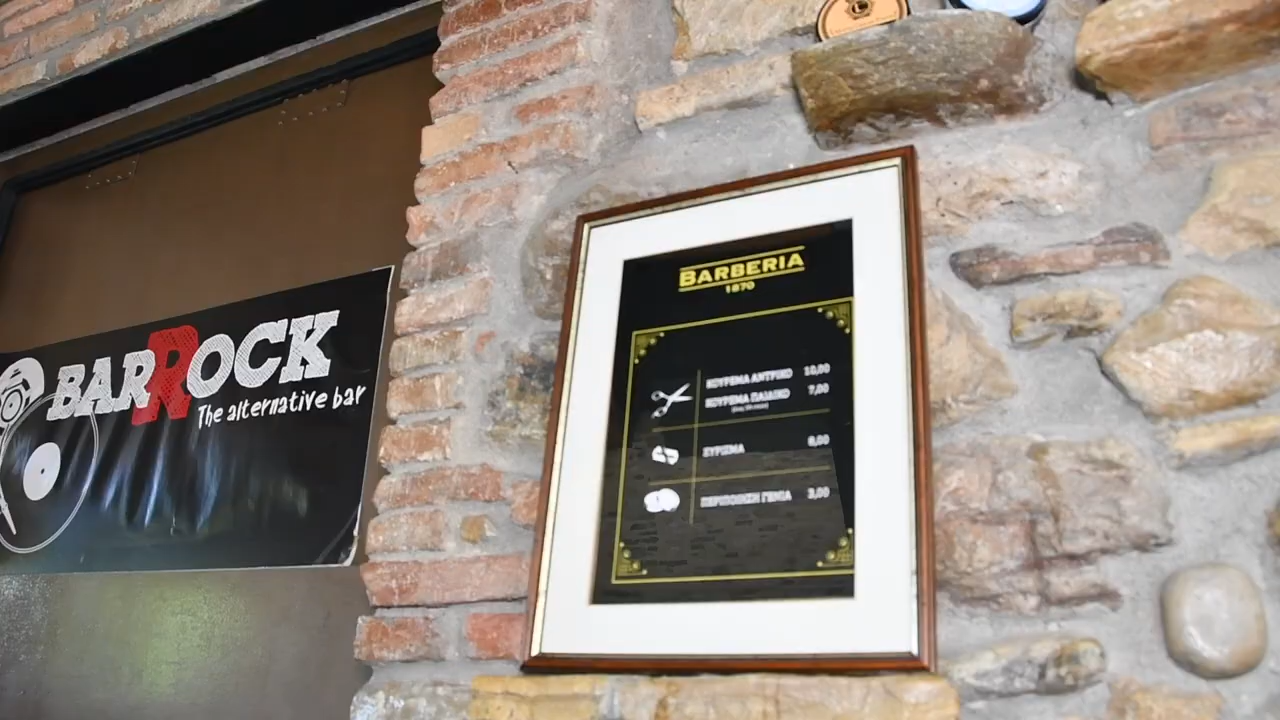 BARROCK
The alternative bar
BARBERIA
1870
ΚΟΥΡΕΜΑ ΑΝΤΡΙΚΟ 10,00
ΚΟΥΡΕΜΑ ΠΑΙΔΙΚΟ 7,00
ΞΥΡΙΣΜΑ 6,00
ΠΕΡΙΠΟΙΗΣΗ ΓΕΝΙΑ 3,00